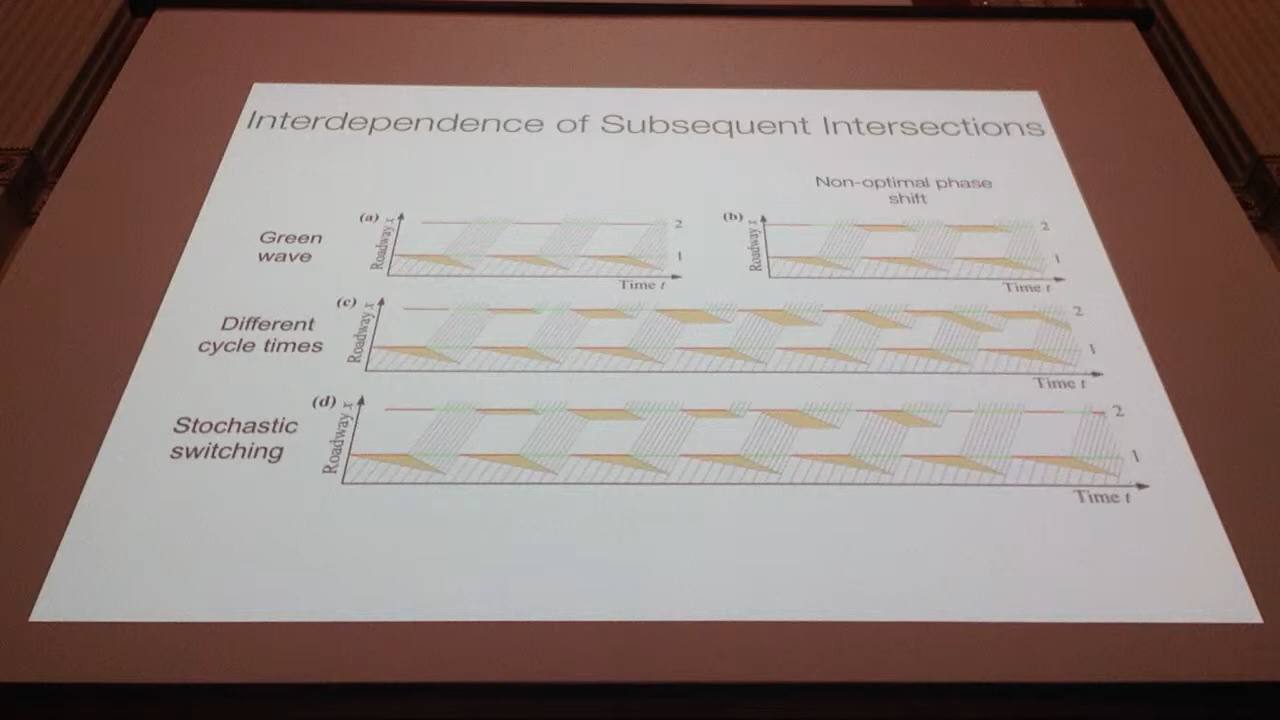 Interdependence of Subsequent Intersections
Non-optimal phase
shift
Green
wave
(a)
Roadway x
2
1
Time t
(b)
Roadway x
2
1
Time t
Different
cycle times
(c)
Roadway x
2
1
Time t
Stochastic
switching
(d)
Roadway x
2
1
Time t